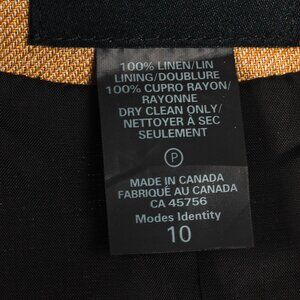 100% LINEN/LIN
LINING/DOUBLURE
100% CUPRO RAYON/
RAYONNE
DRY CLEAN ONLY/
NETTOYER À SEC
SEULEMENT
P
MADE IN CANADA
FABRIQUÉ AU CANADA
CA 45756
Modes Identity
10